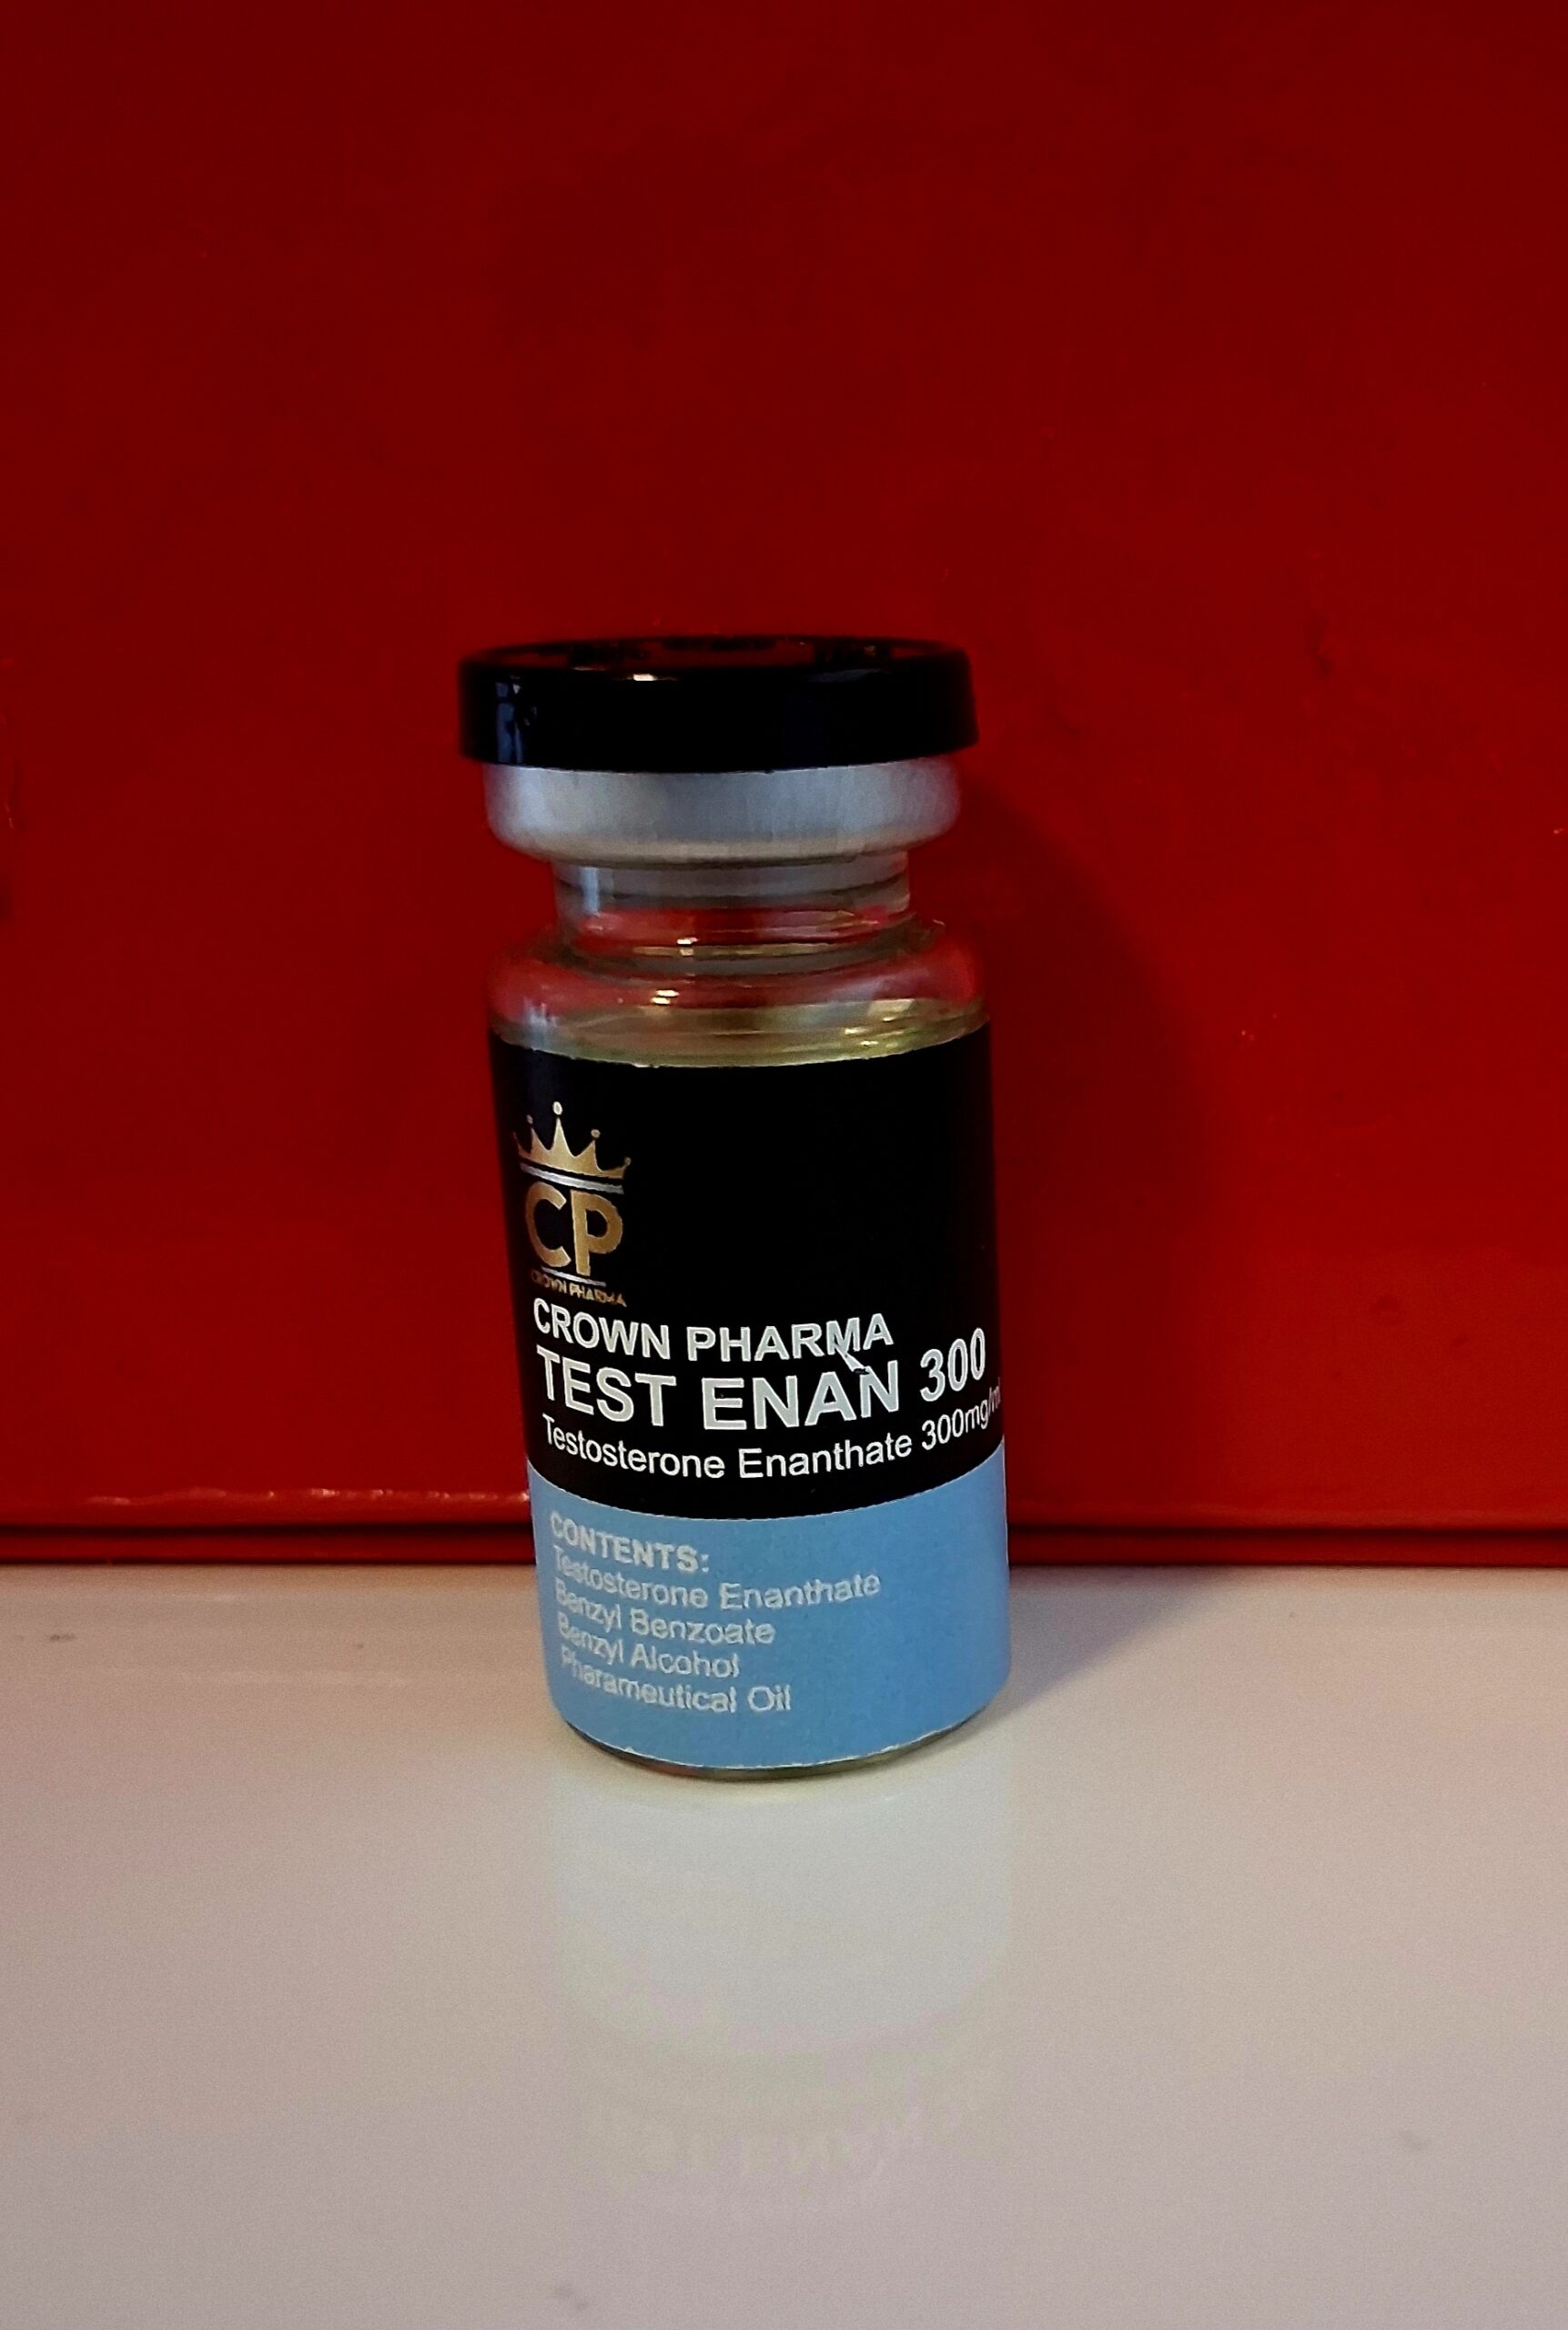 CP
CROWN PHARMA
CROWN PHARMA
TEST ENAN 300
Testosterone Enanthate 300mg/ml
CONTENTS:
Testosterone Enanthate
Benzyl Benzoate
Benzyl Alcohol
Pharameutical Oil